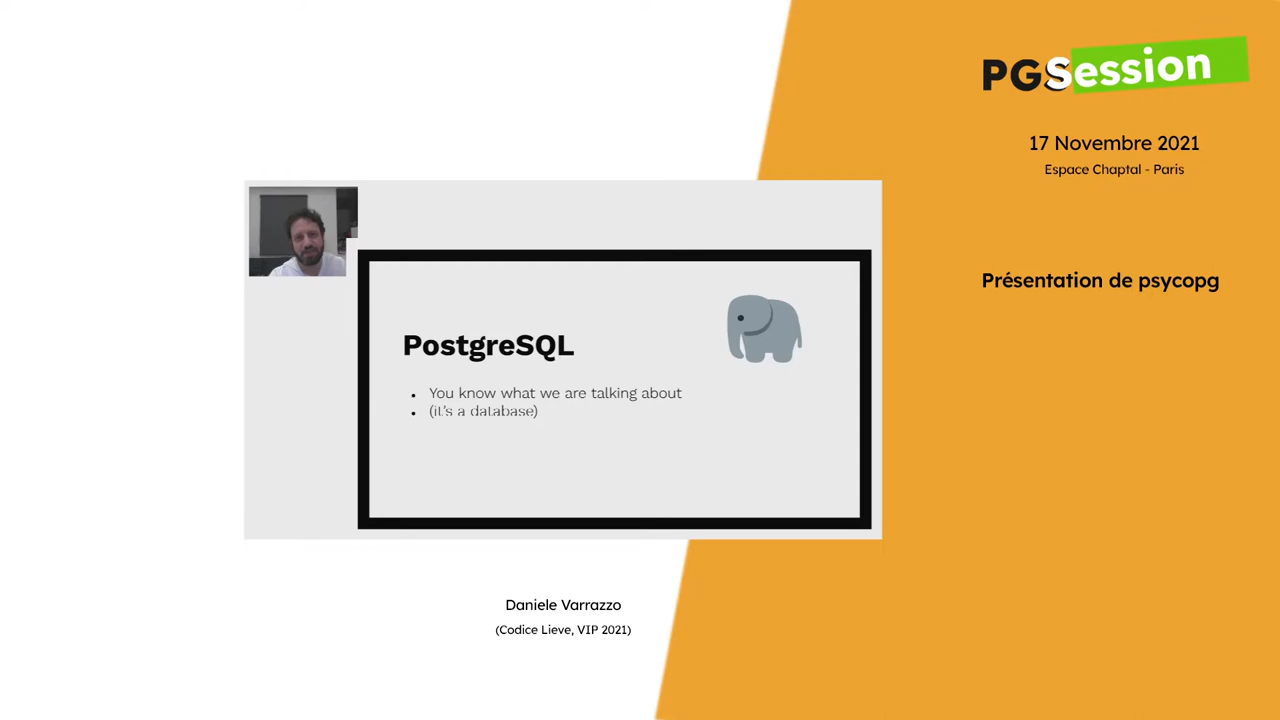 PGSession
17 Novembre 2021
Espace Chaptal - Paris
Présentation de psycopg
PostgreSQL
• You know what we are talking about
• (it's a database)
Daniele Varrazzo
(Codice Lieve, VIP 2021)